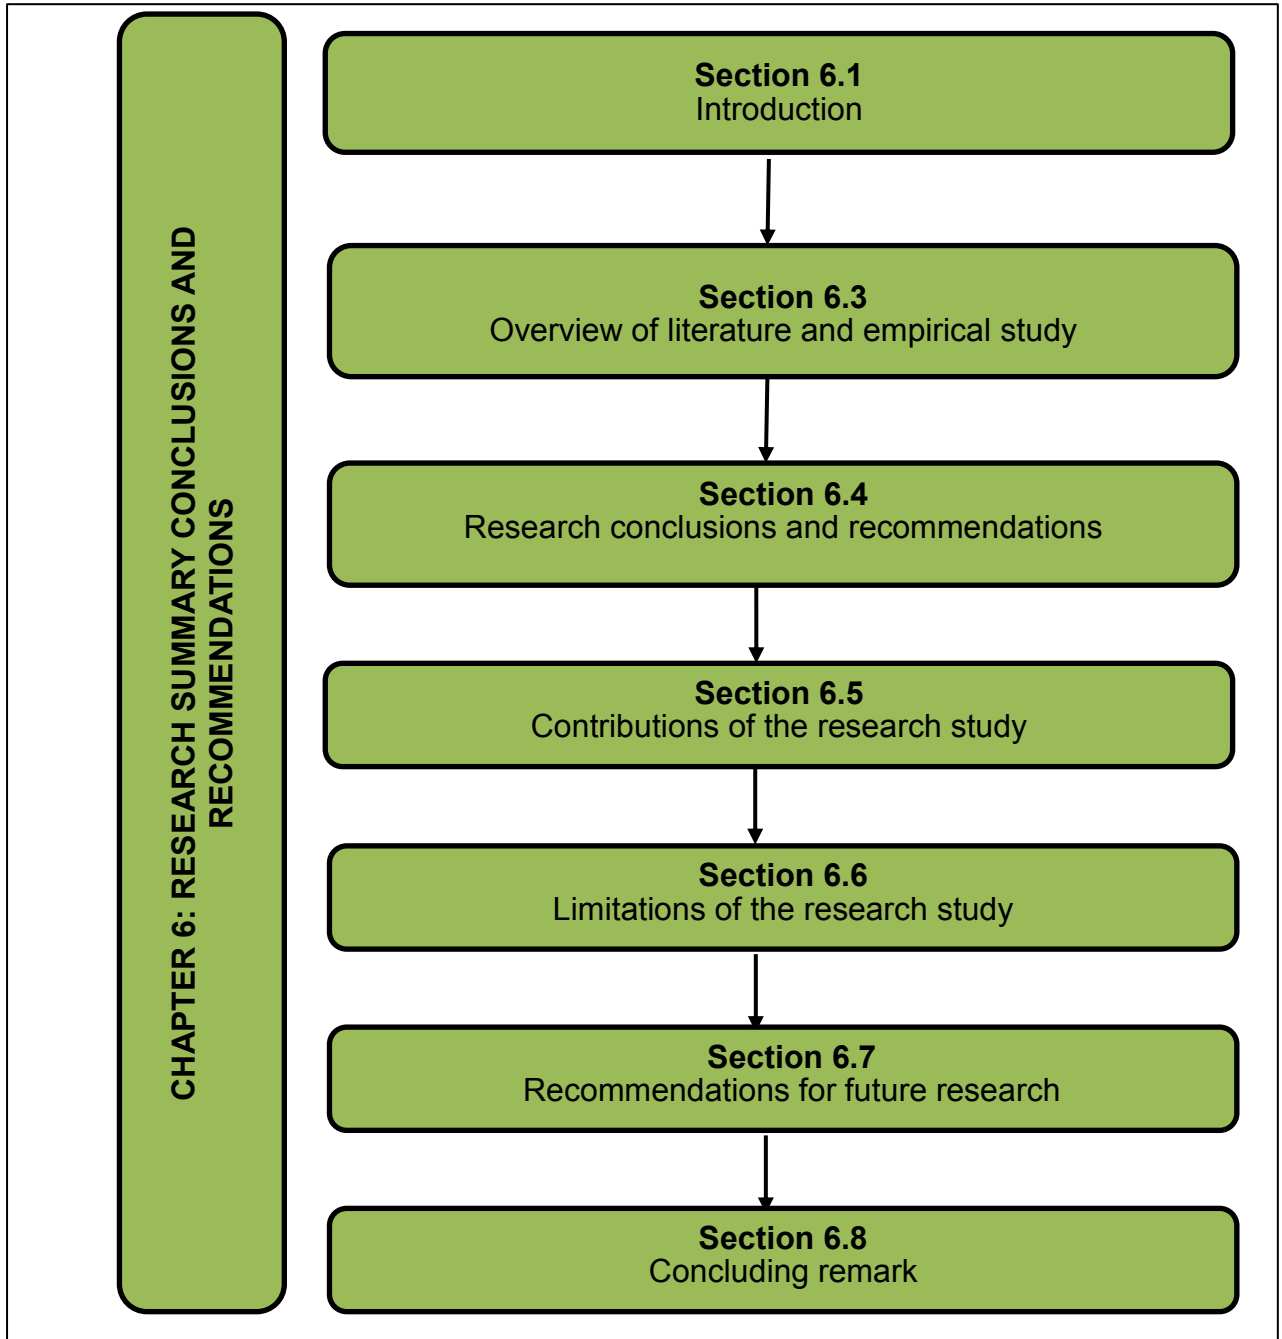 CHAPTER 6: RESEARCH SUMMARY CONCLUSIONS AND
RECOMMENDATIONS
Section 6.1
Introduction
Section 6.3
Overview of literature and empirical study
Section 6.4
Research conclusions and recommendations
Section 6.5
Contributions of the research study
Section 6.6
Limitations of the research study
Section 6.7
Recommendations for future research
Section 6.8
Concluding remark